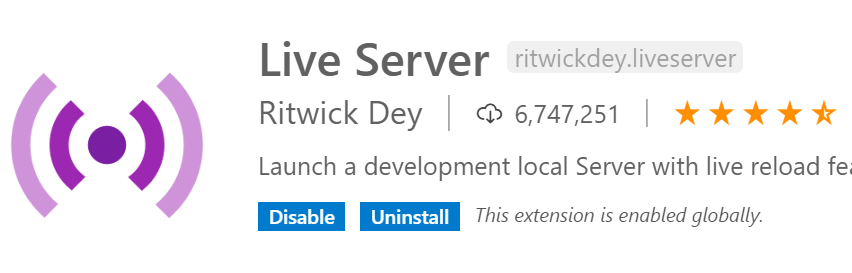 Live Server ritwickdey.liveserver
Ritwick Dey 6,747,251
Launch a development local Server with live reload fea
Disable Uninstall This extension is enabled globally.